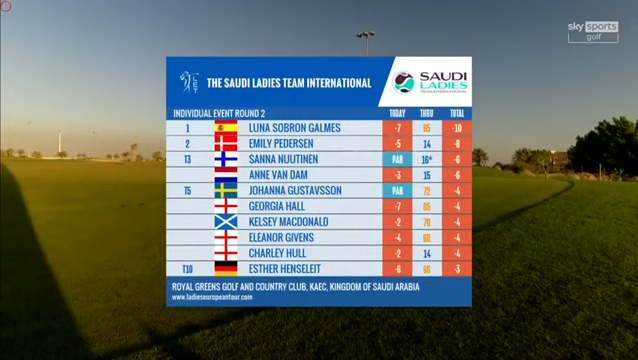 sky sports
golf
THE SAUDI LADIES TEAM INTERNATIONAL
SAUDI
LADIES
TEAM INTERNATIONAL
INDIVIDUAL EVENT ROUND 2 TODAY THRU TOTAL
1 LUNA SOBRON GALMES -7 65 -10
2 EMILY PEDERSEN -5 14 -8
T3 SANNA NUUTINEN PAR 16* -6
ANNE VAN DAM -3 15 -6
T5 JOHANNA GUSTAVSSON PAR 72 -4
GEORGIA HALL -7 65 -4
KELSEY MACDONALD -2 70 -4
ELEANOR GIVENS -4 68 -4
CHARLEY HULL -2 14 -4
T10 ESTHER HENSELEIT -6 66 -3
ROYAL GREENS GOLF AND COUNTRY CLUB, KAEC, KINGDOM OF SAUDI ARABIA
www.ladieseuropeantour.com